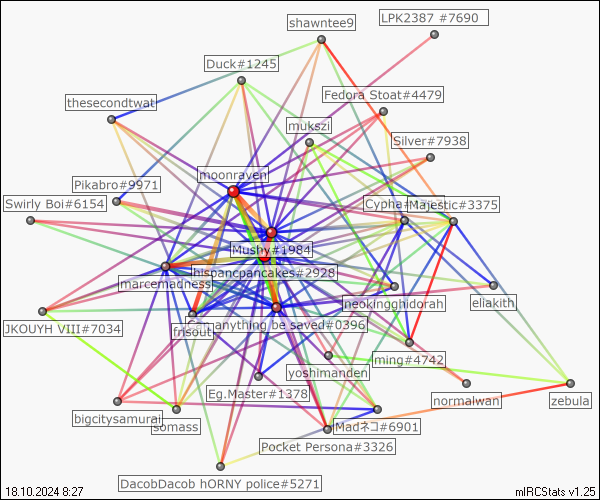 shawntee9
LPK2387 #7690
Duck#1245
Fedora Stoat#4479
thesecondtwat
mukszi
Silver#7938
moonraven
Pikabro#9971
Swirly Boi#6154
Majestic#3375
Mushy#1984
hispancpancakes#2928
marcemadness
neokingghidorah
eliakith
JKOUYH VIII#7034
frisout
anything be saved#0396
ming#4742
yoshimanden
Eg.Master#1378
normalwan
zebula
bigcitysamurai
somass
Madネコ#6901
Pocket Persona#3326
DacobDacob hORNY police#5271
18.10.2024 8:27
mIRCStats v1.25